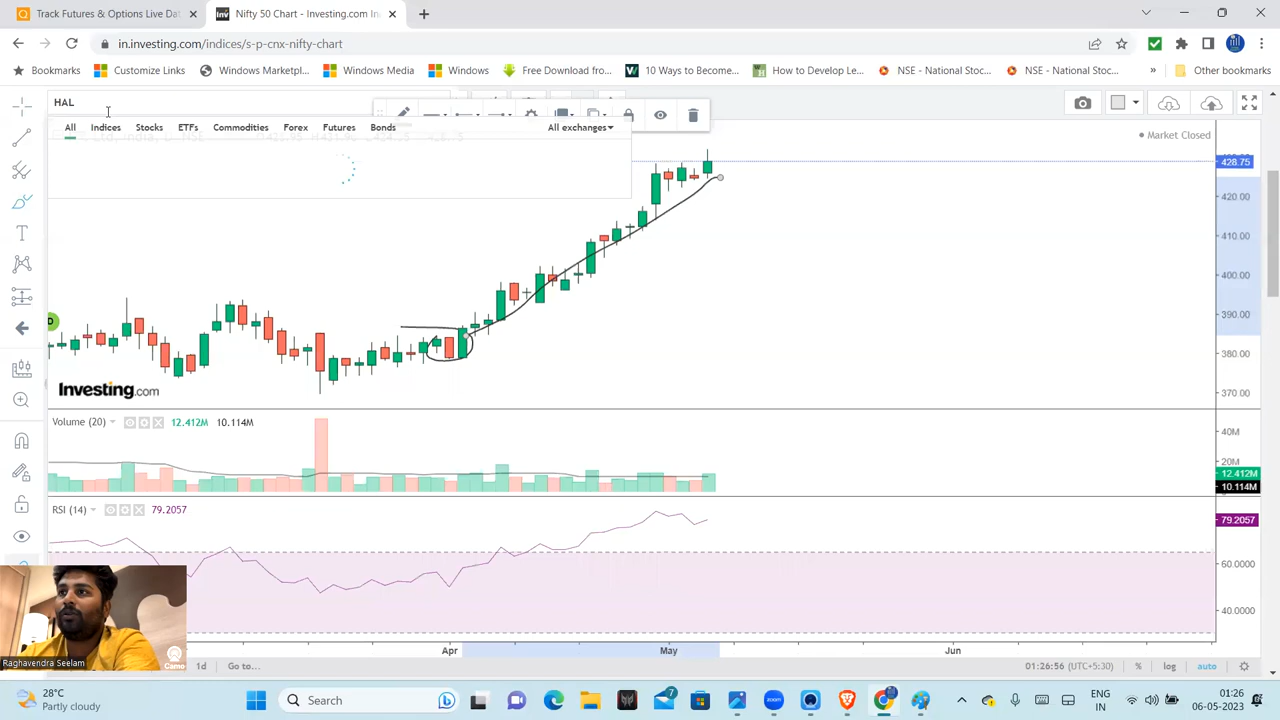 Track Futures & Options Live Dat
Nifty 50 Chart - Investing.com In
in.investing.com/indices/s-p-cnx-nifty-chart
Bookmarks
Customize Links
Windows Marketpl...
Windows Media
Windows
Free Download from...
10 Ways to Become...
How to Develop Le...
NSE - National Stoc...
NSE - National Stoc...
»
Other bookmarks
HAL
All
Indices
Stocks
ETFs
Commodities
Forex
Futures
Bonds
All exchanges
Market Closed
428.75
420.00
410.00
400.00
390.00
380.00
370.00
Investing.com
Volume (20)
12.412M
10.114M
40M
20M
12.412M
10.114M
RSI (14)
79.2057
79.2057
60.0000
40.0000
Apr
May
Jun
Raghavendra Seelam
Camo
1d
Go to...
01:26:56 (UTC+5:30)
%
log
auto
28°C
Partly cloudy
Search
7
ENG
IN
01:26
06-05-2023